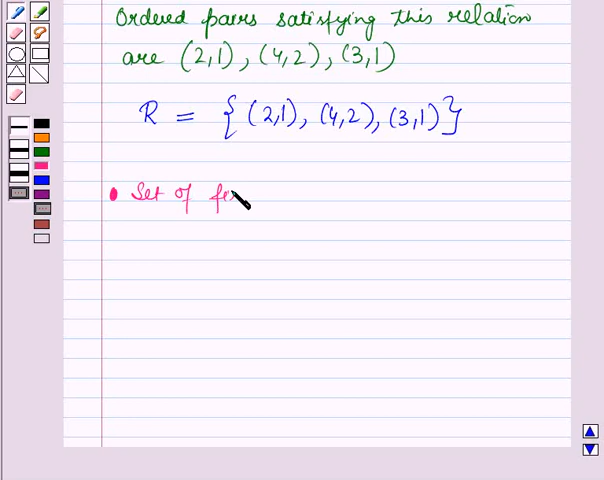 Ordered pairs satisfying this relation
are (2,1), (4,2), (3,1)
R = {(2,1), (4,2), (3,1)}
• Set of